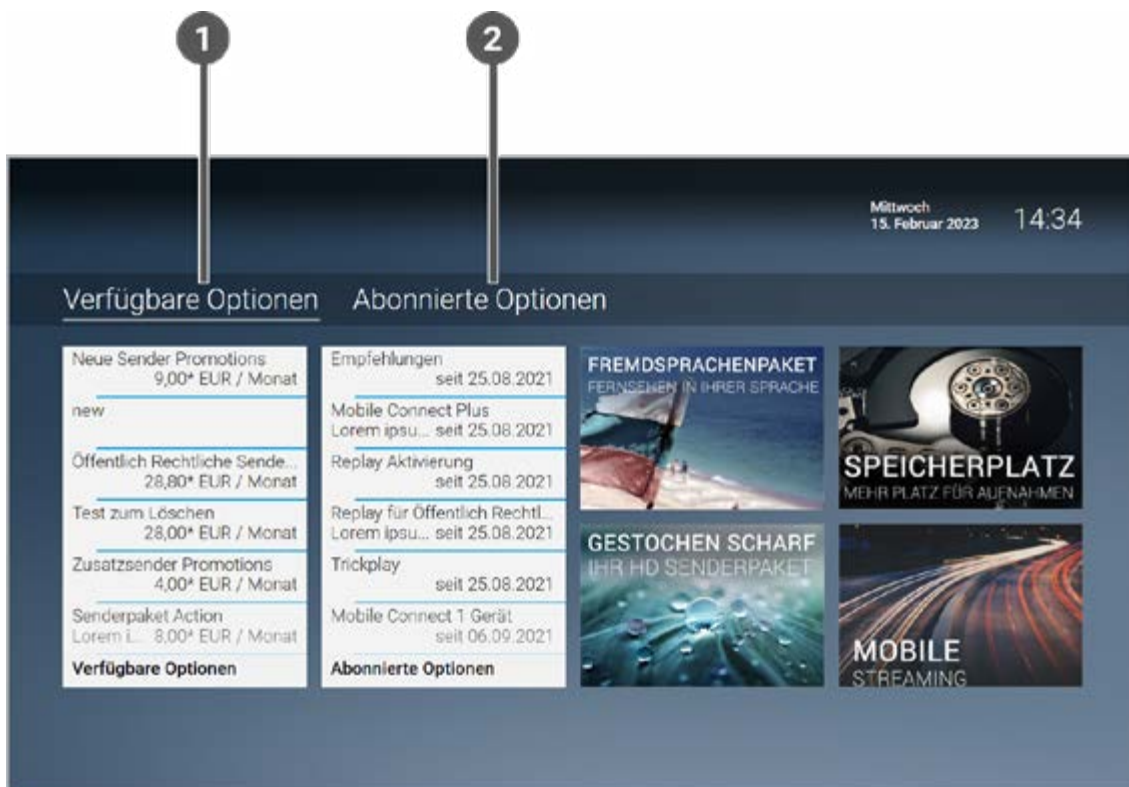 1
2
Mittwoch
15. Februar 2023
14:34
Verfügbare Optionen
Abonnierte Optionen
Neue Sender Promotions
9,00* EUR / Monat
new
Öffentlich Rechtliche Sende...
28,80* EUR / Monat
Test zum Löschen
28,00* EUR / Monat
Zusatzsender Promotions
4,00* EUR / Monat
Senderpaket Action
Lorem i... 8,00* EUR / Monat
Verfügbare Optionen
Empfehlungen
seit 25.08.2021
Mobile Connect Plus
Lorem ipsu... seit 25.08.2021
Replay Aktivierung
seit 25.08.2021
Replay für Öffentlich Rechtl...
Lorem ipsu... seit 25.08.2021
Trickplay
seit 25.08.2021
Mobile Connect 1 Gerät
seit 06.09.2021
Abonnierte Optionen
FREMDSPRACHENPAKET
FERNSEHEN IN IHRER SPRACHE
SPEICHERPLATZ
MEHR PLATZ FÜR AUFNAHMEN
GESTOCHEN SCHARF
IHR HD SENDERPAKET
MOBILE
STREAMING